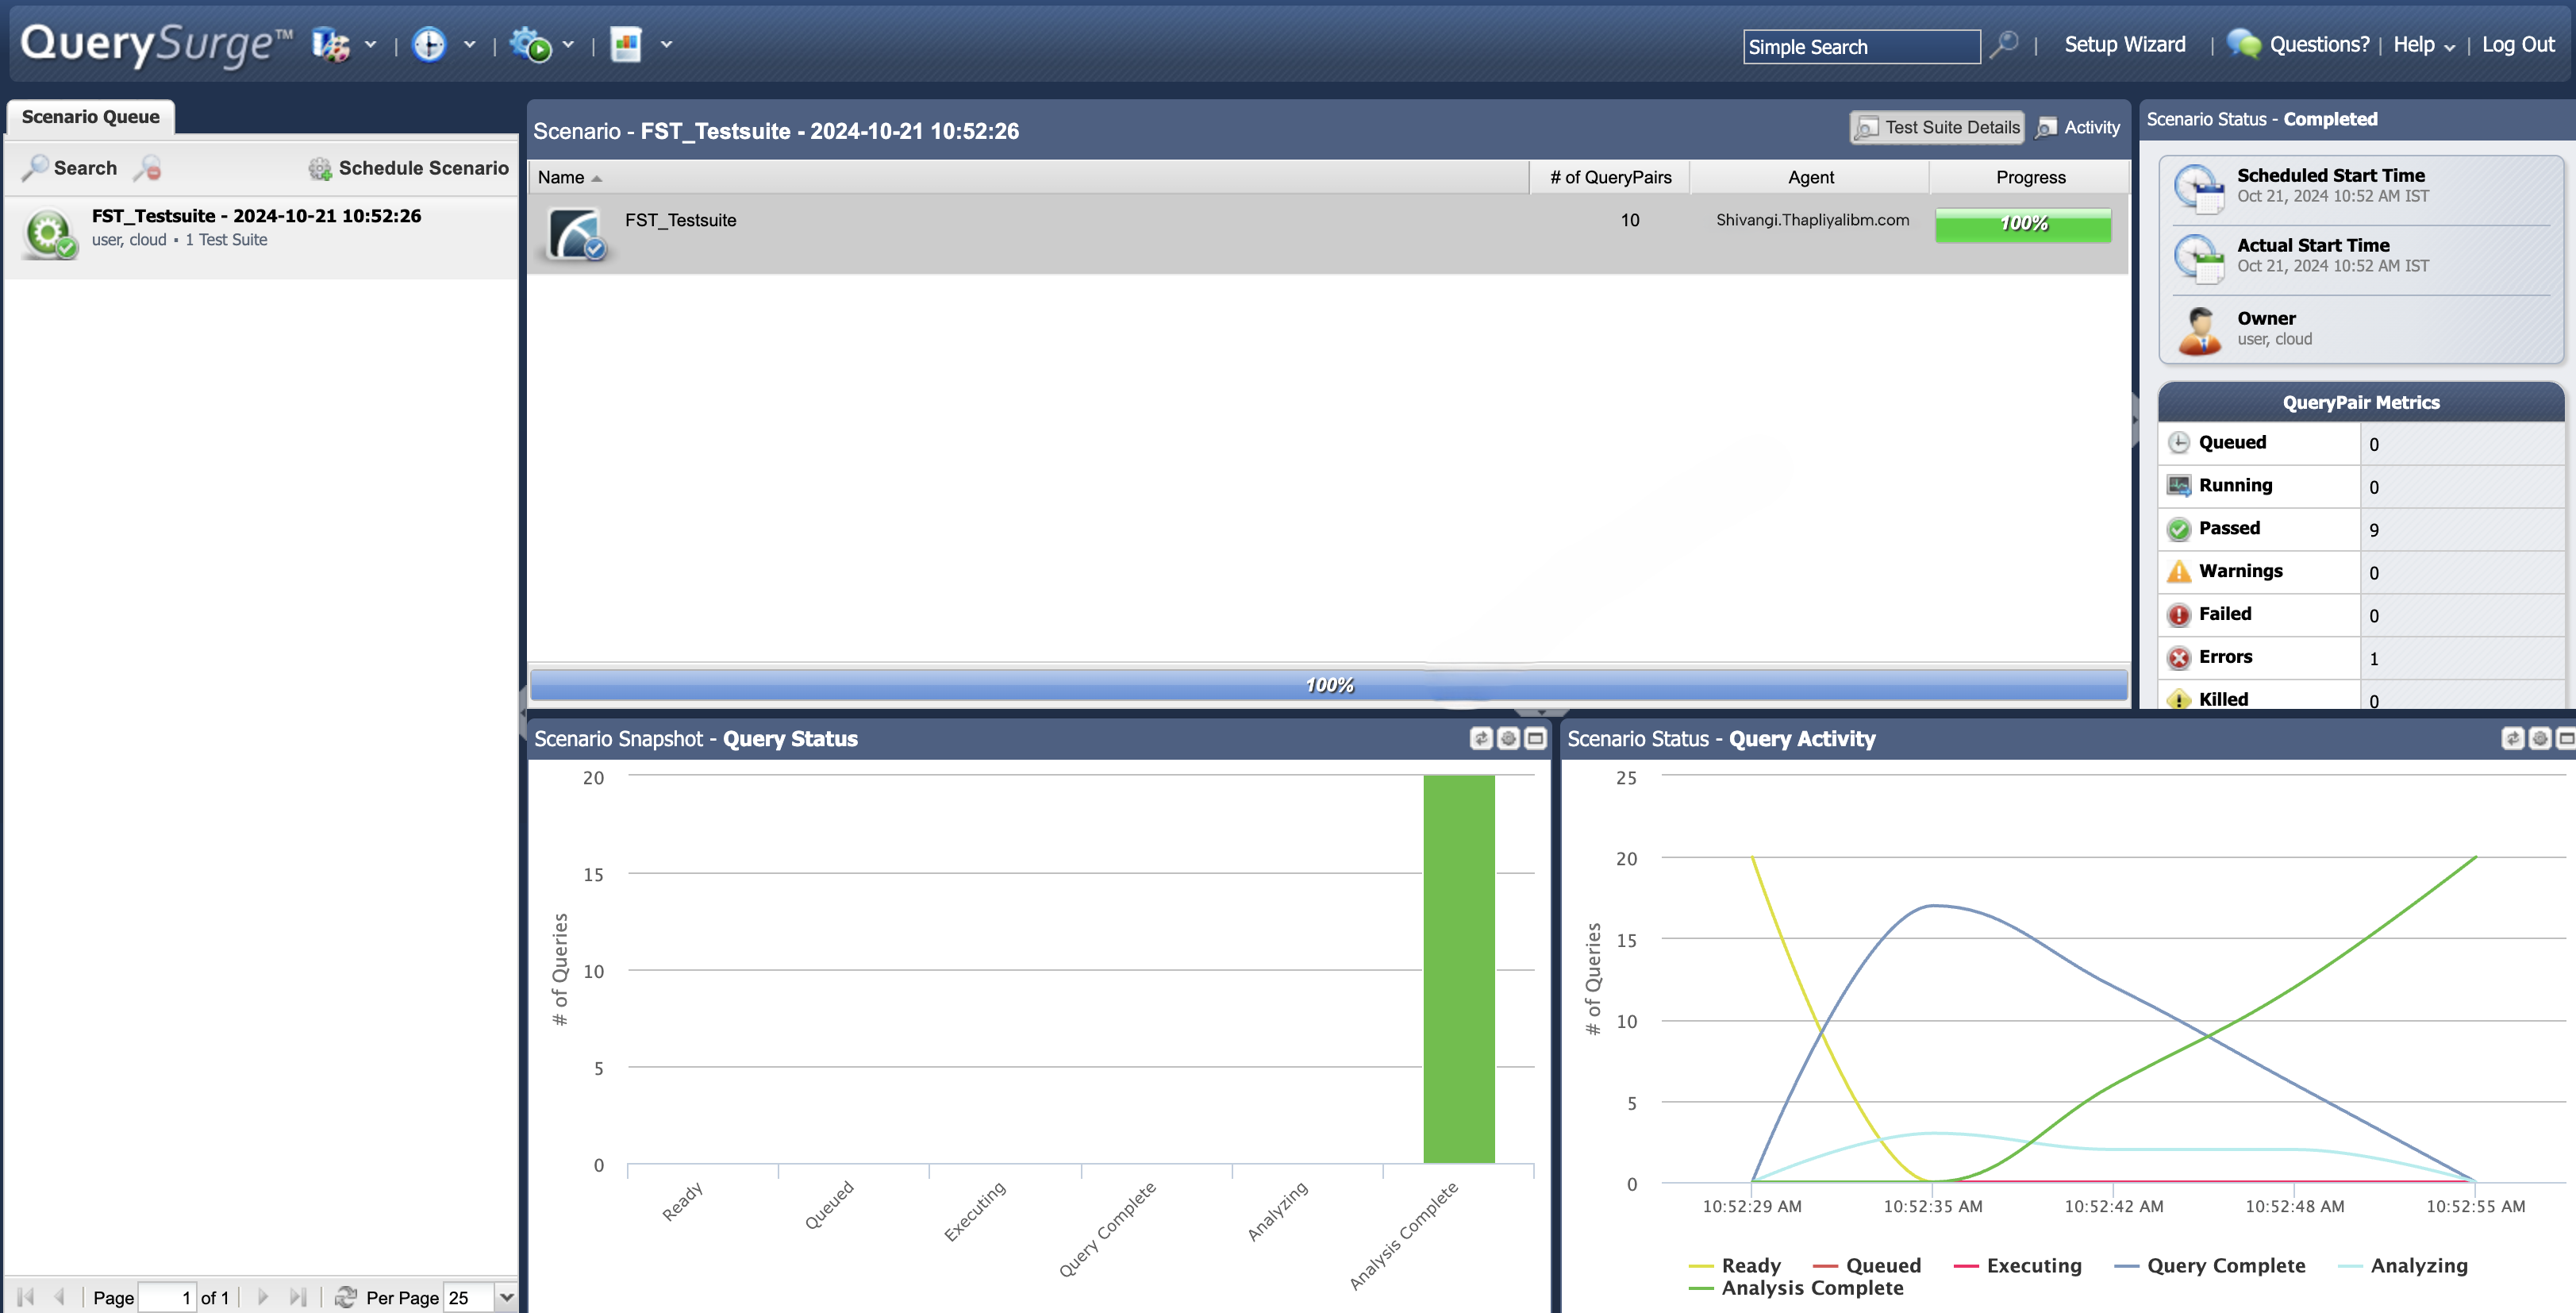 QuerySurge™
Simple Search
Setup Wizard
Questions?
Help
Log Out
Scenario Queue
Search
Schedule Scenario
FST_Testsuite - 2024-10-21 10:52:26
user, cloud • 1 Test Suite
Page 1 of 1
Per Page 25
Scenario - FST_Testsuite - 2024-10-21 10:52:26
Test Suite Details
Activity
Name # of QueryPairs Agent Progress
FST_Testsuite 10 Shivangi.Thapliyalibm.com 100%
100%
Scenario Status - Completed
Scheduled Start Time
Oct 21, 2024 10:52 AM IST
Actual Start Time
Oct 21, 2024 10:52 AM IST
Owner
user, cloud
QueryPair Metrics
Queued 0
Running 0
Passed 9
Warnings 0
Failed 0
Errors 1
Killed 0
Scenario Snapshot - Query Status
# of Queries
20
15
10
5
0
Ready
Queued
Executing
Query Complete
Analyzing
Analysis Complete
Scenario Status - Query Activity
# of Queries
25
20
15
10
5
0
10:52:29 AM 10:52:35 AM 10:52:42 AM 10:52:48 AM 10:52:55 AM
Ready Queued Executing Query Complete Analyzing
Analysis Complete